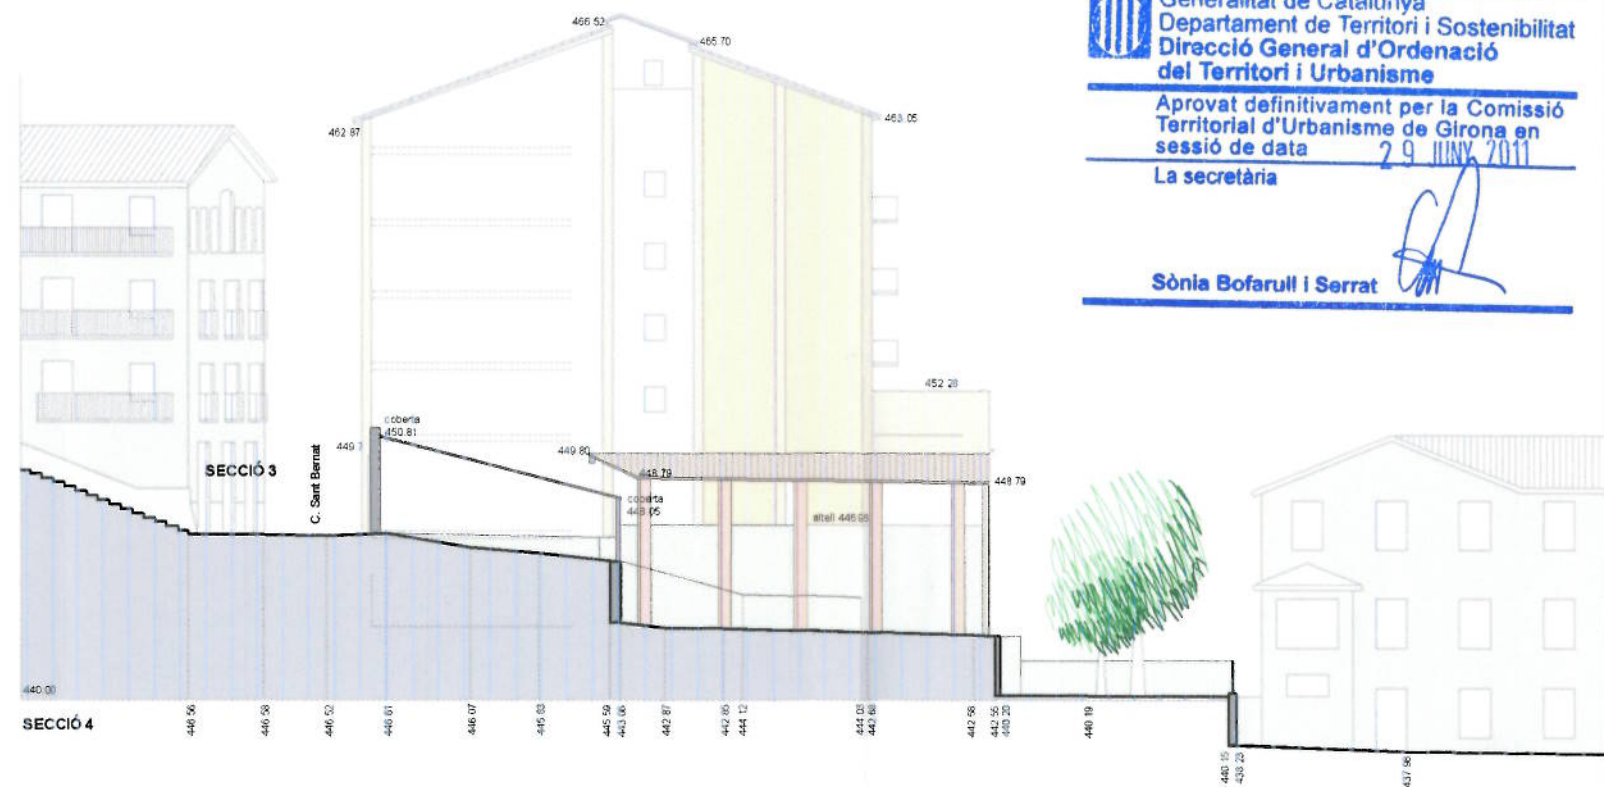 Generalitat de Catalunya
Departament de Territori i Sostenibilitat
Direcció General d'Ordenació
del Territori i Urbanisme
Aprovat definitivament per la Comissió
Territorial d'Urbanisme de Girona en
sessió de data 29 JUNY 2011
La secretària
Sònia Bofarull i Serrat
466.52
465.70
462.87
463.05
452.28
coberta
450.81
449.80
448.79
448.79
coberta
448.05
altell 446.98
C. Sant Bernat
SECCIÓ 3
440.00
SECCIÓ 4
446.56
446.58
446.52
446.61
446.07
445.83
445.59
443.06
442.87
442.85
444.12
444.03
442.68
442.58
442.55
440.20
440.19
440.15
438.23
437.98